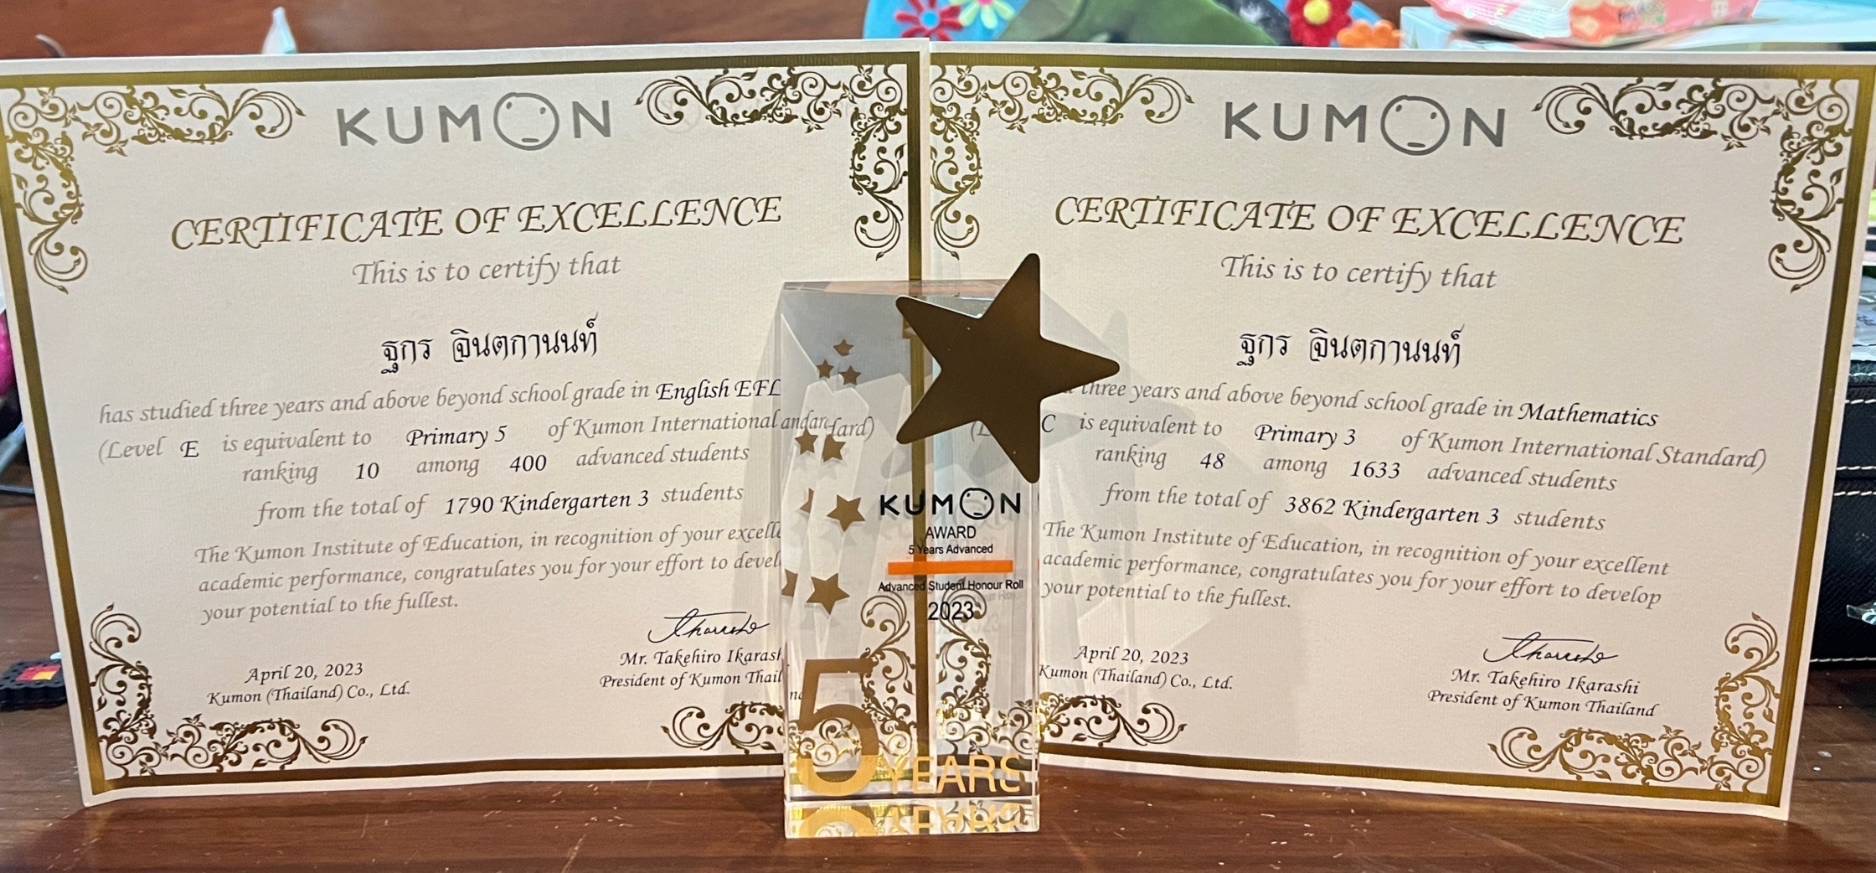 KUMON
CERTIFICATE OF EXCELLENCE
This is to certify that
ฐกร จินตกานนท์
has studied three years and above beyond school grade in English EFL
(Level E is equivalent to Primary 5 of Kumon International
ranking 10 among 400 advanced students
from the total of 1790 Kindergarten 3 students
The Kumon Institute of Education, in recognition of your excell
academic performance, congratulates you for your effort to devel
your potential to the fullest.
April 20, 2023
Kumon (Thailand) Co., Ltd.
Mr. Takehiro Ikarash
President of Kumon Thail
KUMON
AWARD
5 Years Advanced
Advanced Student Honour Roll
2023
5
YEARS
KUMON
CERTIFICATE OF EXCELLENCE
This is to certify that
ฐกร จินตกานนท์
three years and above beyond school grade in Mathematics
C is equivalent to Primary 3 of Kumon International Standard)
ranking 48 among 1633 advanced students
from the total of 3862 Kindergarten 3 students
The Kumon Institute of Education, in recognition of your excellent
academic performance, congratulates you for your effort to develop
your potential to the fullest.
April 20, 2023
Kumon (Thailand) Co., Ltd.
Mr. Takehiro Ikarashi
President of Kumon Thailand